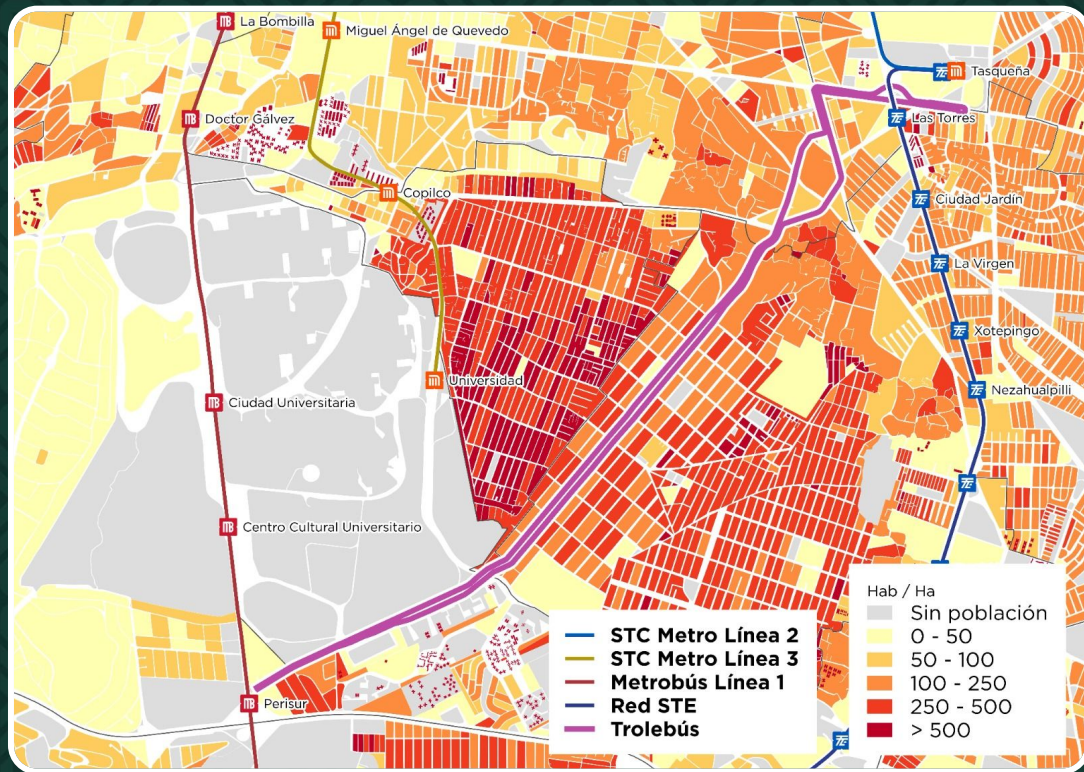 La Bombilla
Miguel Ángel de Quevedo
Tasqueña
Doctor Gálvez
Las Torres
Copilco
Ciudad Jardín
La Virgen
Xotepingo
Universidad
Nezahualpilli
Ciudad Universitaria
Centro Cultural Universitario
Perisur
STC Metro Línea 2
STC Metro Línea 3
Metrobús Línea 1
Red STE
Trolebús
Hab / Ha
Sin población
0 - 50
50 - 100
100 - 250
250 - 500
> 500